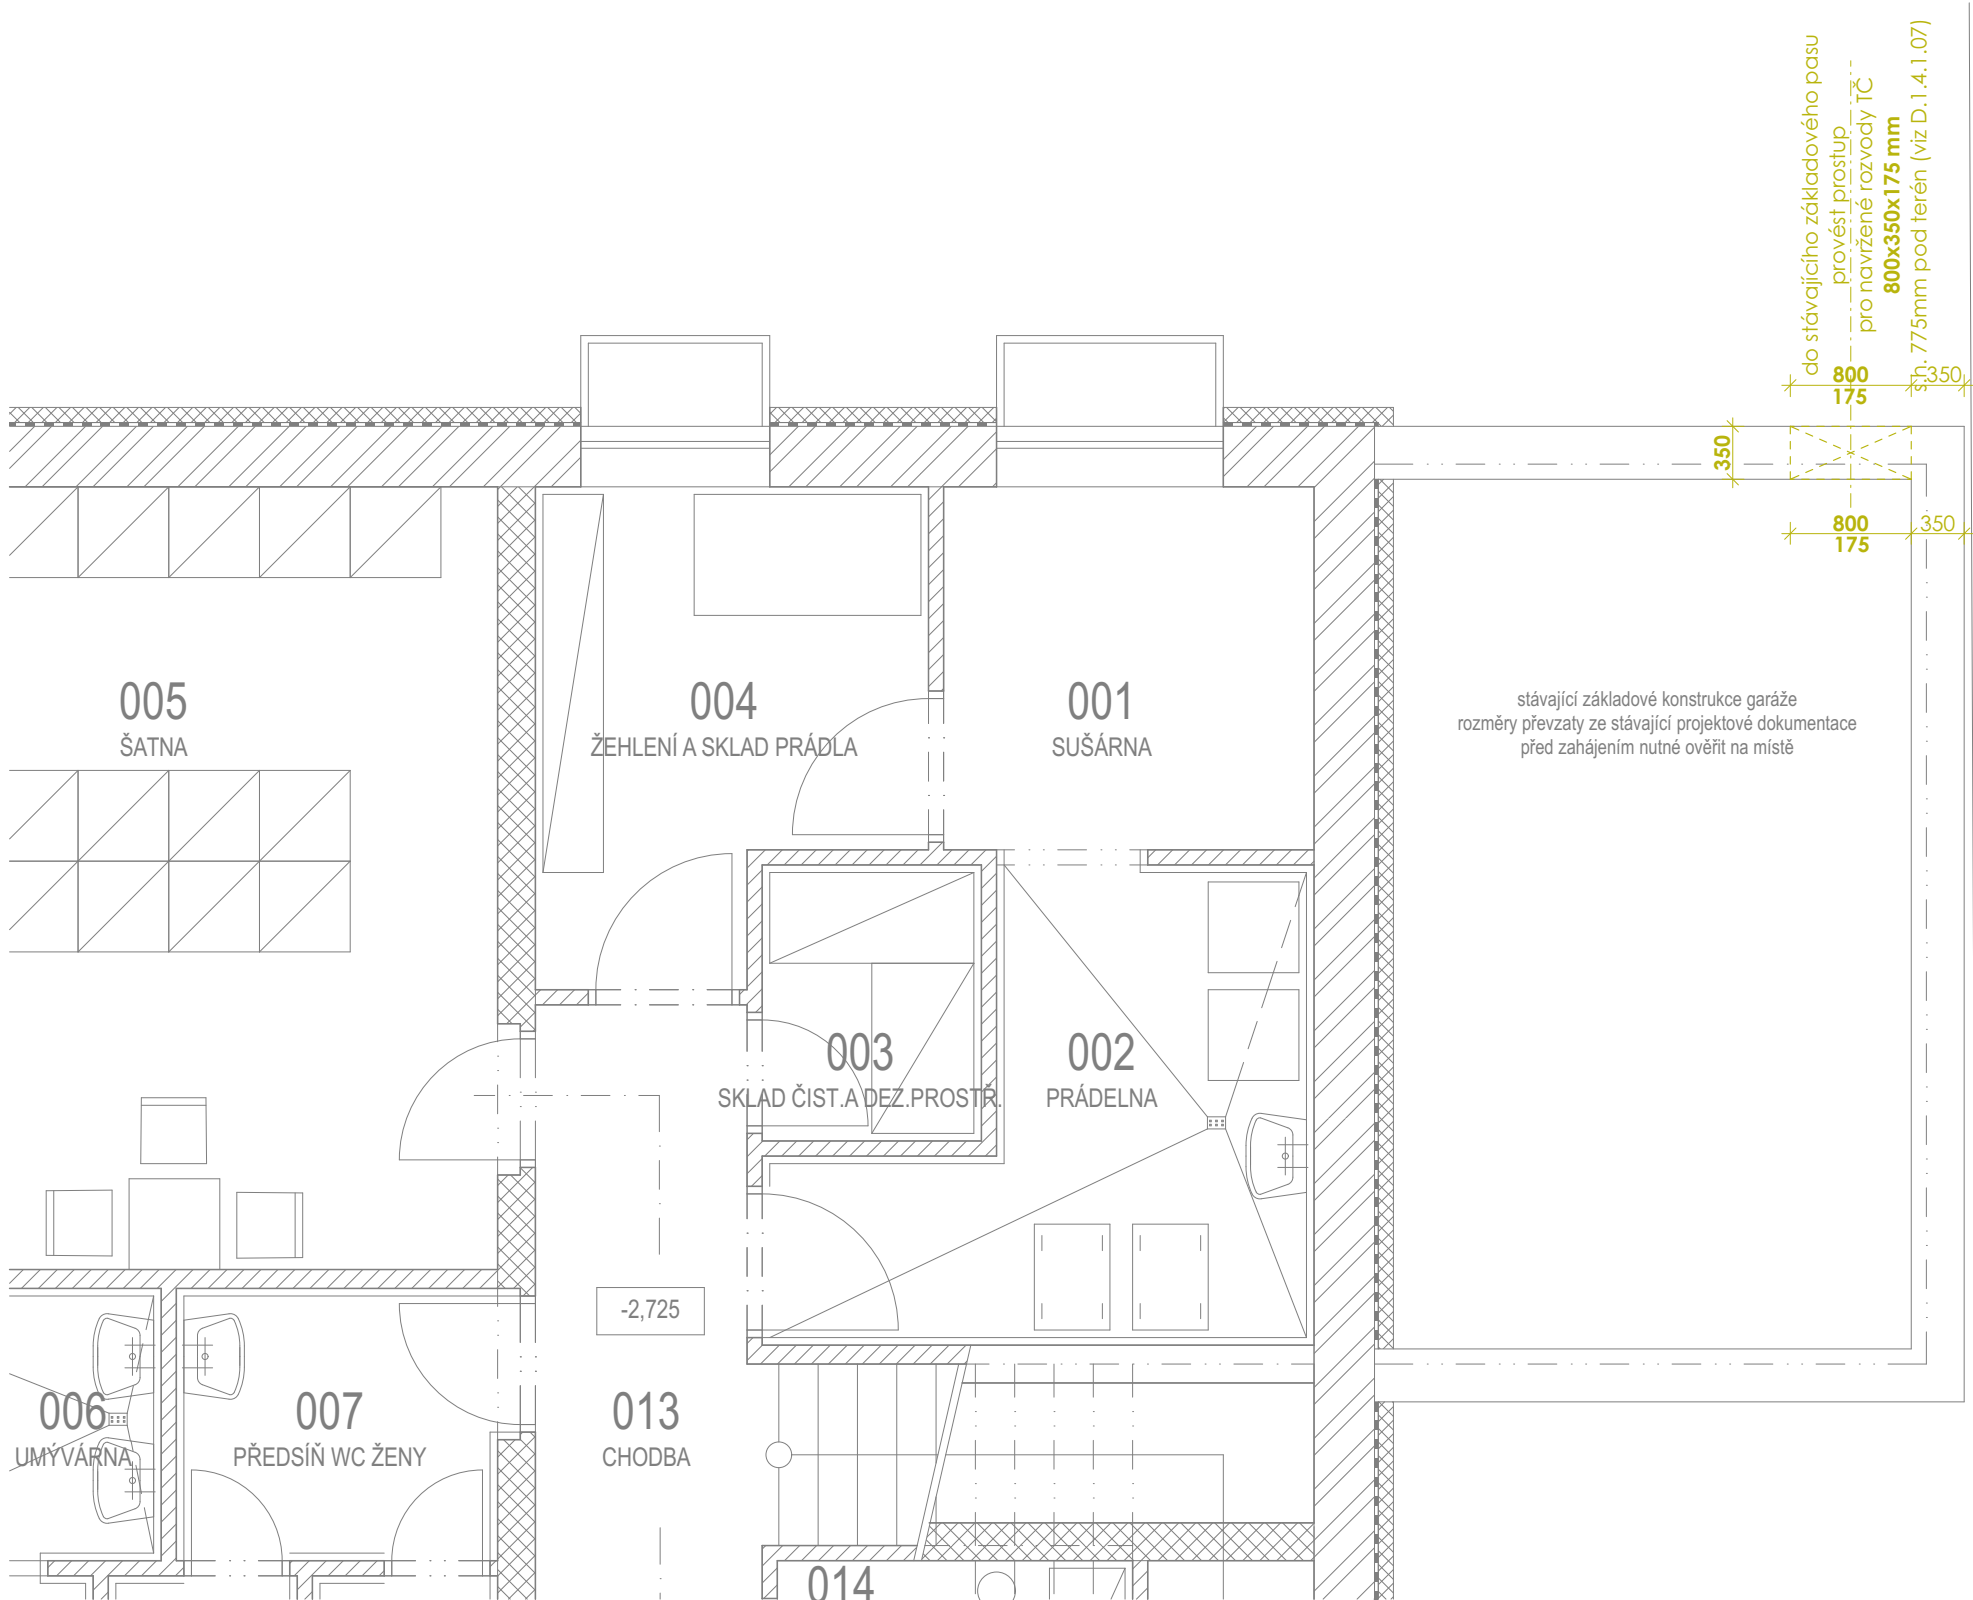 do stávajícího základového pasu
provést prostup
pro navržené rozvody TČ
800x350x175 mm
s.h. 775mm pod terén (viz D.1.4.1.07)
800
175
350
350
800
175
350
005
ŠATNA
004
ŽEHLENÍ A SKLAD PRÁDLA
001
SUŠÁRNA
stávající základové konstrukce garáže
rozměry převzaty ze stávající projektové dokumentace
před zahájením nutné ověřit na místě
003
SKLAD ČIST.A DEZ.PROSTŘ.
002
PRÁDELNA
-2,725
006
UMÝVÁRNA
007
PŘEDSÍŇ WC ŽENY
013
CHODBA
014